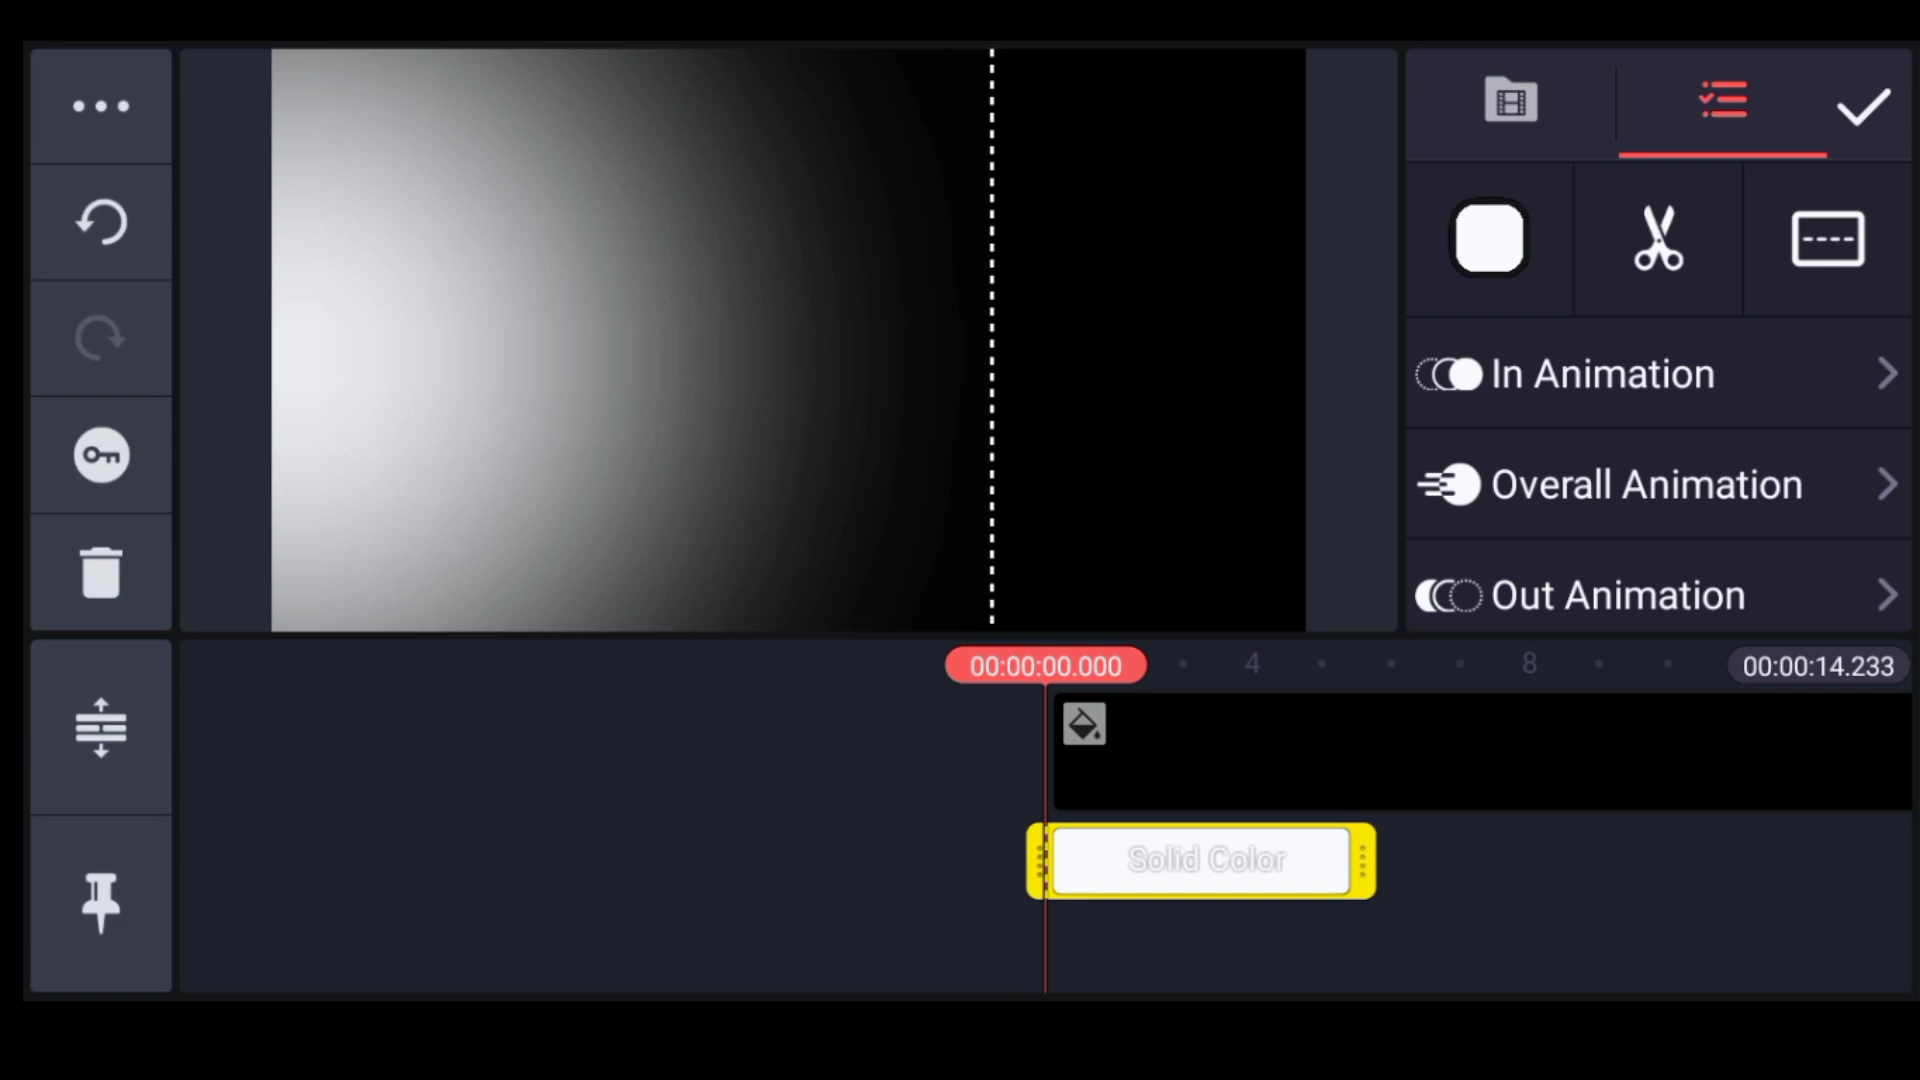 In Animation
Overall Animation
Out Animation
00:00:00.000
4
8
00:00:14.233
Solid Color